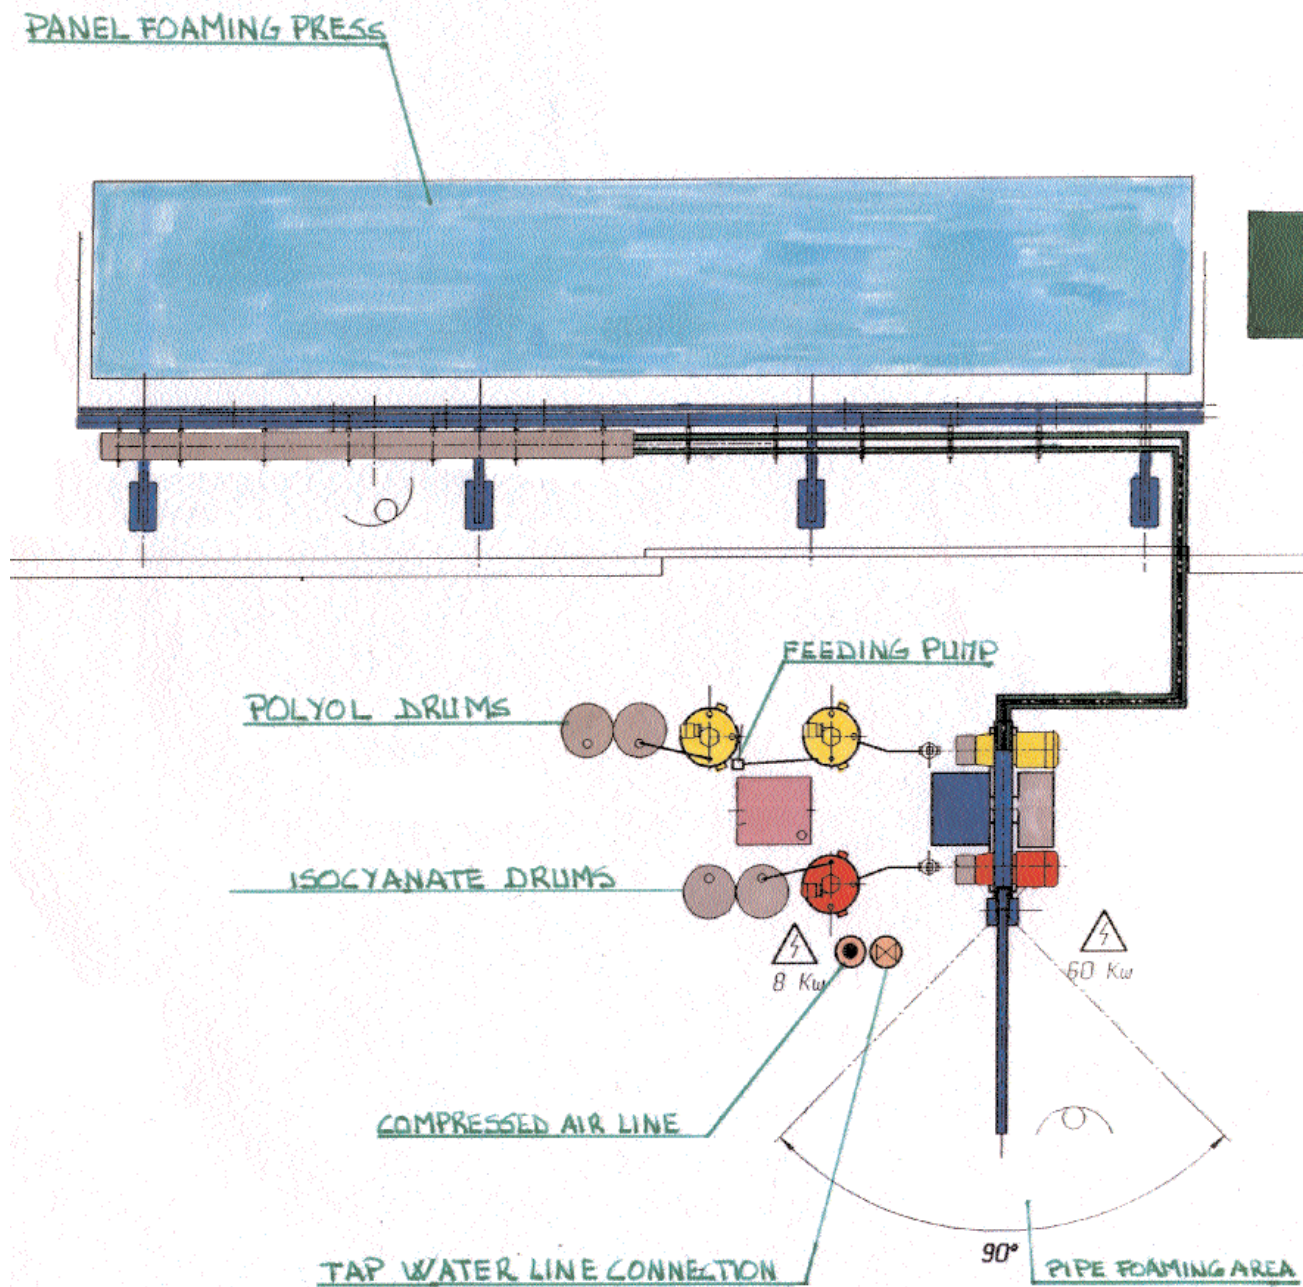 PANEL FOAMING PRESS
FEEDING PUMP
POLYOL DRUMS
ISOCYANATE DRUMS
8 Kw
60 Kw
COMPRESSED AIR LINE
90°
TAP WATER LINE CONNECTION
PIPE FOAMING AREA